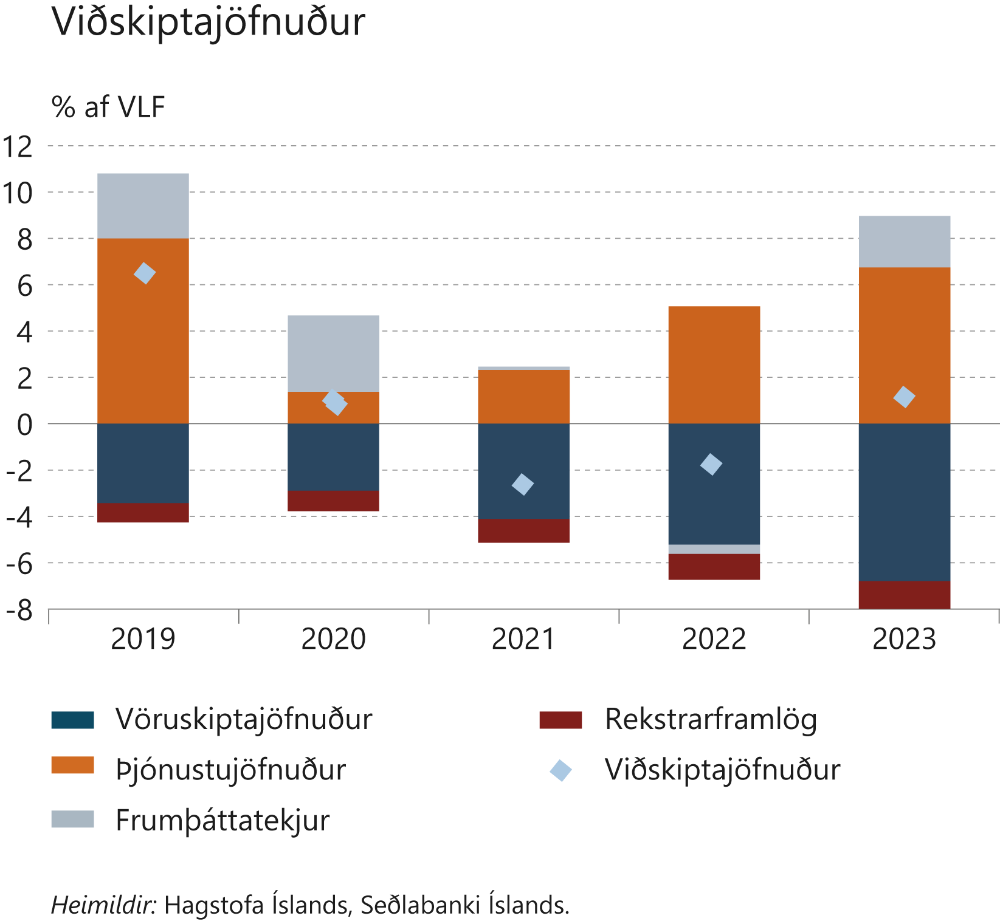 Viðskiptajöfnuður
% af VLF
12
10
8
6
4
2
0
-2
-4
-6
-8
2019 2020 2021 2022 2023
Vöruskiptajöfnuður
Þjónustujöfnuður
Frumþáttatekjur
Rekstrarframlög
Viðskiptajöfnuður
Heimildir: Hagstofa Íslands, Seðlabanki Íslands.